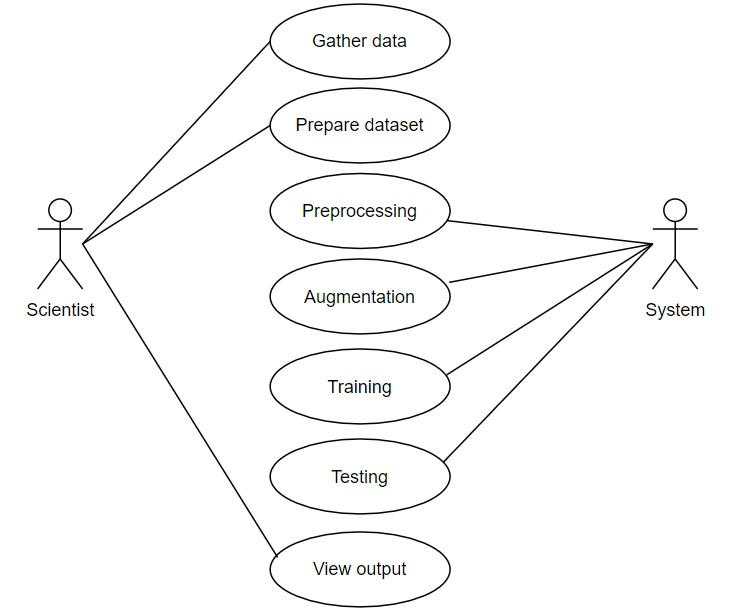 Gather data
Prepare dataset
Preprocessing
Augmentation
Scientist
System
Training
Testing
View output